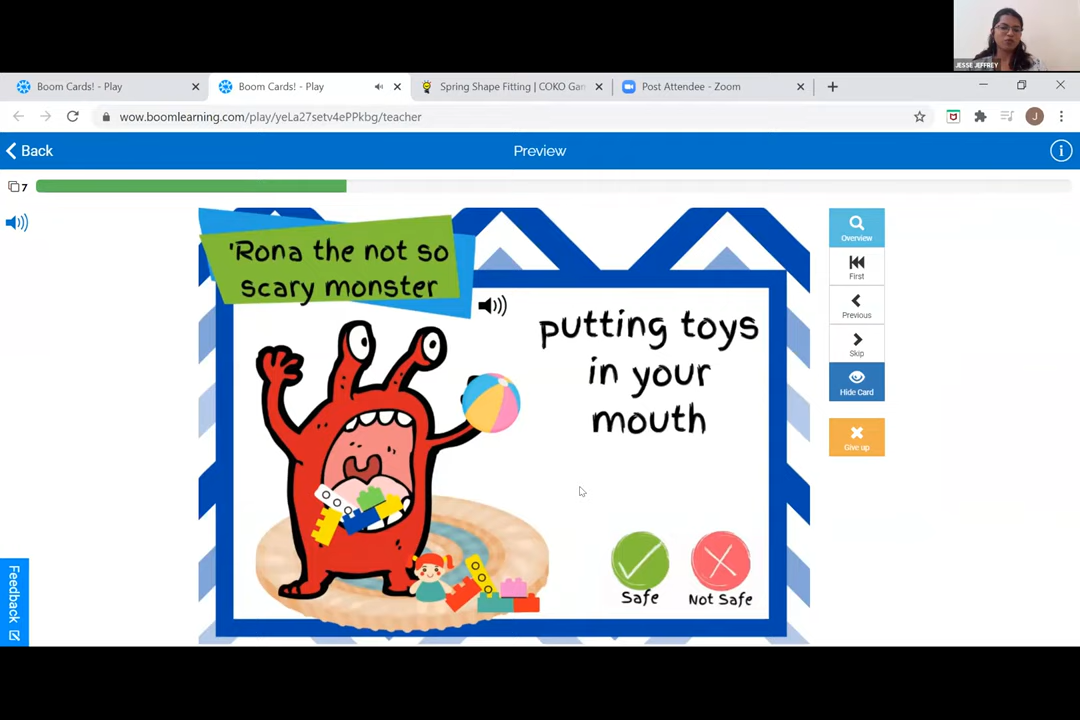 JESSE JEFFREY
Boom Cards! - Play
Boom Cards! - Play
Spring Shape Fitting | COKO Gam
Post Attendee - Zoom
wow.boomlearning.com/play/yeLa27setv4ePPkbg/teacher
J
Back
Preview
7
'Rona the not so
scary monster
putting toys
in your
mouth
Safe
Not Safe
Overview
First
Previous
Skip
Hide Card
Give up
Feedback